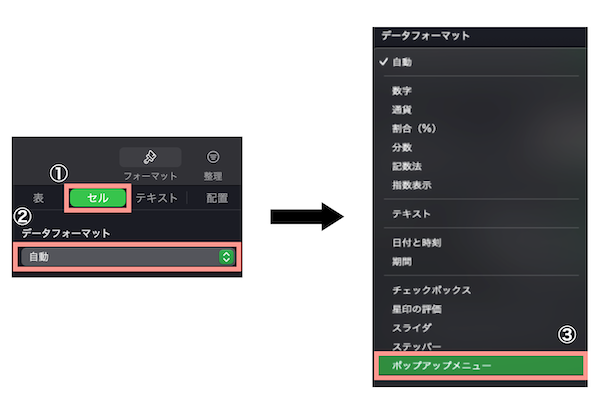 フォーマット
整理
①
表
セル
テキスト
配置
②
データフォーマット
自動
データフォーマット
✓ 自動
数字
通貨
割合（%）
分数
記数法
指数表示
テキスト
日付と時刻
期間
チェックボックス
星印の評価
スライダ
ステッパー
③
ポップアップメニュー